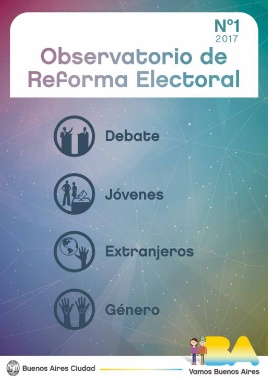 Nº1
2017
Observatorio de
Reforma Electoral
Debate
Jóvenes
Extranjeros
Género
BA
Buenos Aires Ciudad
Vamos Buenos Aires